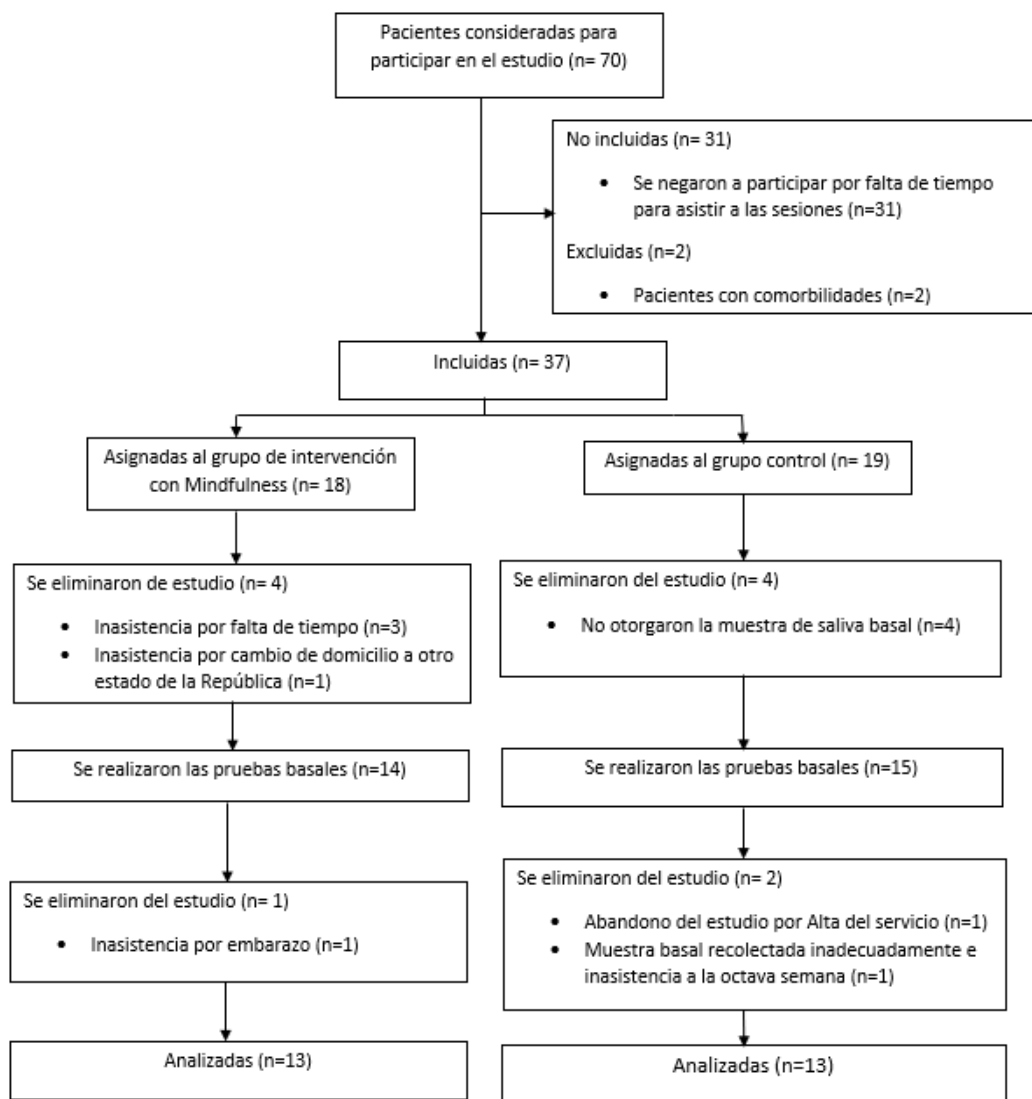 Pacientes consideradas para
participar en el estudio (n= 70)
No incluidas (n= 31)
• Se negaron a participar por falta de tiempo
para asistir a las sesiones (n=31)
Excluidas (n=2)
• Pacientes con comorbilidades (n=2)
Incluidas (n= 37)
Asignadas al grupo de intervención
con Mindfulness (n= 18)
Asignadas al grupo control (n= 19)
Se eliminaron de estudio (n= 4)
• Inasistencia por falta de tiempo (n=3)
• Inasistencia por cambio de domicilio a otro
estado de la República (n=1)
Se eliminaron del estudio (n= 4)
• No otorgaron la muestra de saliva basal (n=4)
Se realizaron las pruebas basales (n=14)
Se realizaron las pruebas basales (n=15)
Se eliminaron del estudio (n= 1)
• Inasistencia por embarazo (n=1)
Se eliminaron del estudio (n= 2)
• Abandono del estudio por Alta del servicio (n=1)
• Muestra basal recolectada inadecuadamente e
inasistencia a la octava semana (n=1)
Analizadas (n=13)
Analizadas (n=13)